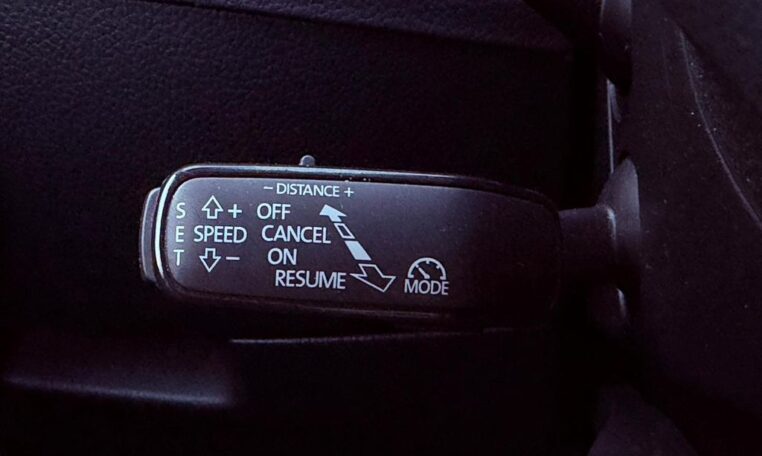 – DISTANCE +
S + OFF
E SPEED CANCEL
T – ON
RESUME MODE